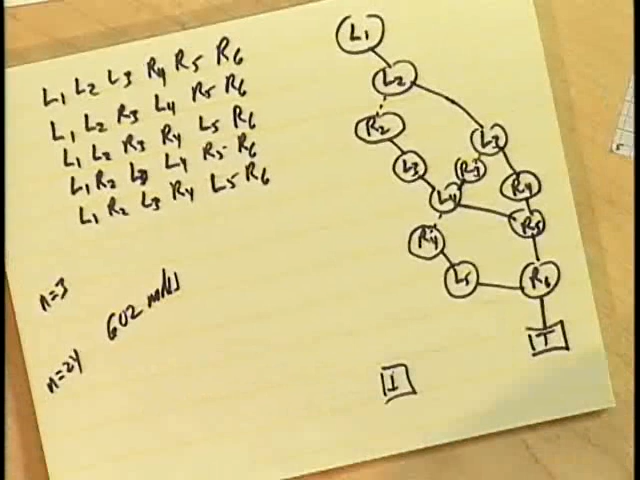 L1 L2 L3 R4 R5 R6
L1 L2 R3 L4 R5 R6
L1 L2 R3 R4 L5 R6
L1 R2 L3 L4 R5 R6
L1 R2 L3 R4 L5 R6
n=3
n=24 602 nodes
L1
L2
R2
L3
L3
R3
L4
R4
R5
R4
L5
R6
T
⊥